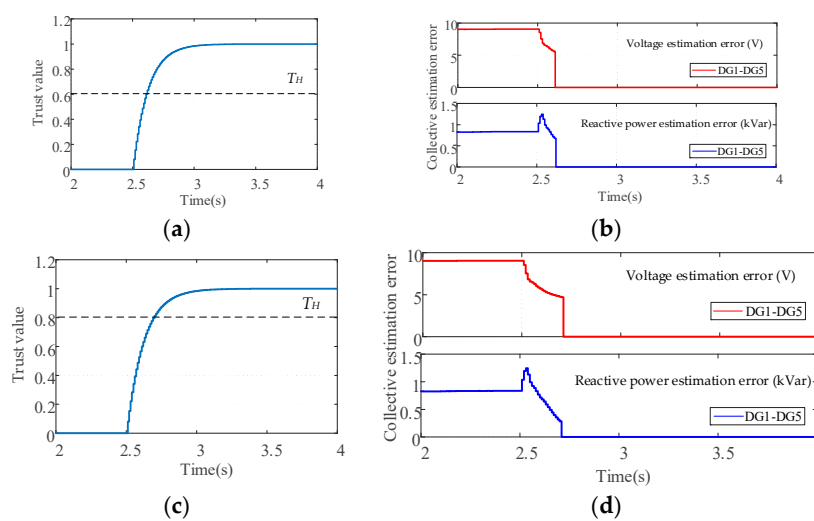 1.2
1
0.8
0.6
0.4
0.2
0
Trust value
T_H
2
2.5
3
3.5
4
Time(s)
(a)
10
5
0
Voltage estimation error (V)
DG1-DG5
Collective estimation error
1.5
1
0.5
0
Reactive power estimation error (kVar)
DG1-DG5
2
2.5
3
3.5
4
Time(s)
(b)
1.2
1
0.8
0.6
0.4
0.2
0
Trust value
T_H
2
2.5
3
3.5
4
Time(s)
(c)
10
5
0
Voltage estimation error (V)
DG1-DG5
Collective estimation error
1.5
1
0.5
0
Reactive power estimation error (kVar)
DG1-DG5
2
2.5
3
3.5
4
Time(s)
(d)